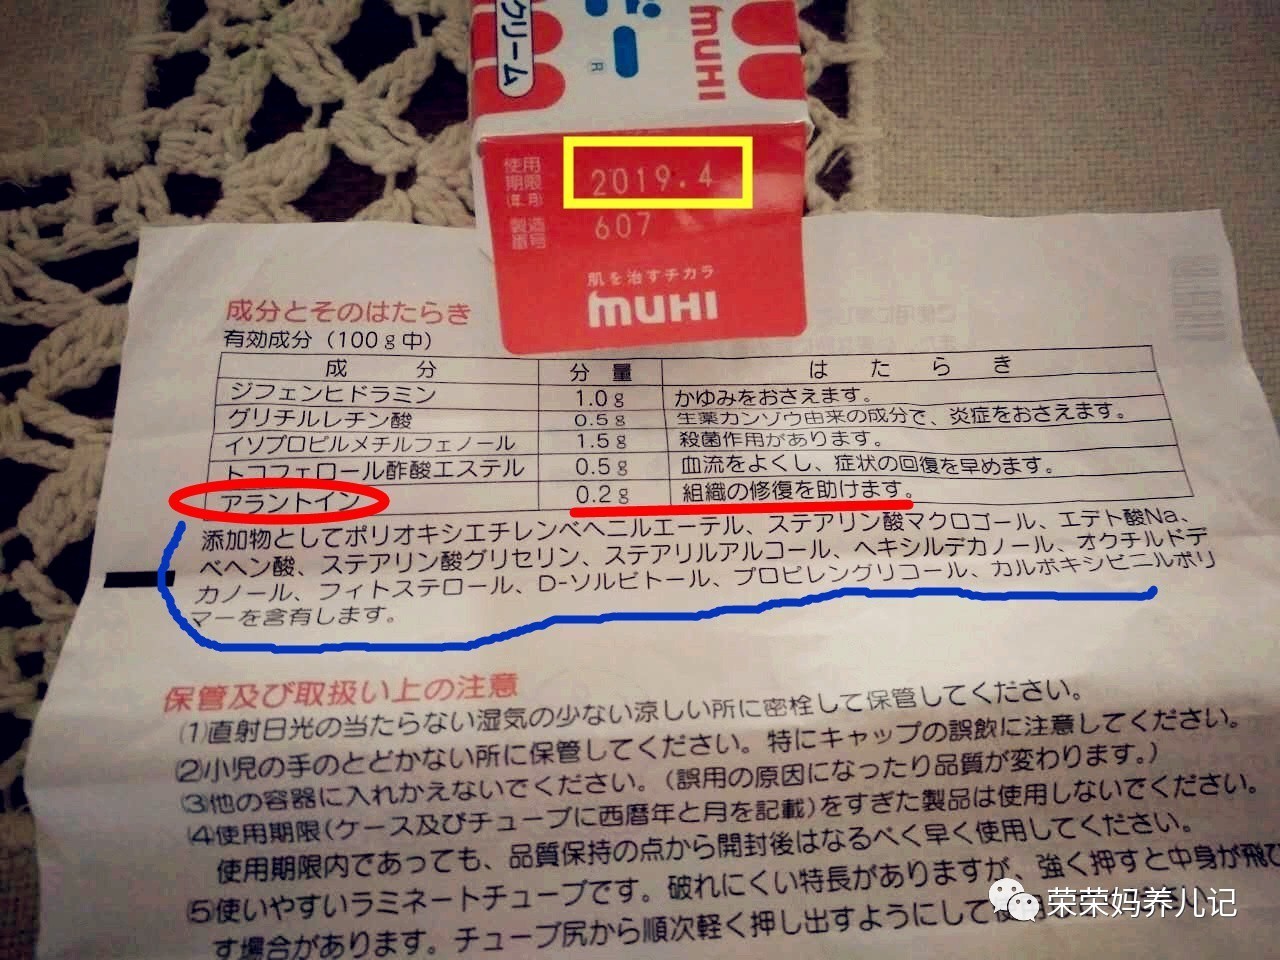 クリーム
MUHI
R
使用
期限
(年.月)
2019.4
製造
番号
607
肌を治すチカラ
MUHI
成分とそのはたらき
有効成分(100g中)
成 分 分 量 はたらき
ジフェンヒドラミン 1.0g かゆみをおさえます。
グリチルレチン酸 0.5g 生薬カンゾウ由来の成分で、炎症をおさえます。
イソプロピルメチルフェノール 1.5g 殺菌作用があります。
トコフェロール酢酸エステル 0.5g 血流をよくし、症状の回復を早めます。
アラントイン 0.2g 組織の修復を助けます。
添加物としてポリオキシエチレンベヘニルエーテル、ステアリン酸マクロゴール、エデト酸Na、
ベヘン酸、ステアリン酸グリセリン、ステアリルアルコール、ヘキシルデカノール、オクチルドデ
カノール、フィトステロール、D-ソルビトール、プロピレングリコール、カルボキシビニルポリ
マーを含有します。
保管及び取扱い上の注意
(1)直射日光の当たらない湿気の少ない涼しい所に密栓して保管してください。
(2)小児の手のとどかない所に保管してください。特にキャップの誤飲に注意してください。
(3)他の容器に入れかえないでください。(誤用の原因になったり品質が変わります。)
(4)使用期限(ケース及びチューブに西暦年と月を記載)をすぎた製品は使用しないでください。
使用期限内であっても、品質保持の点から開封後はなるべく早く使用してください。
(5)使いやすいラミネートチューブです。破れにくい特長がありますが、強く押すと中身が飛び
す場合があります。チューブ尻から順次軽く押し出すようにして使用
荣荣妈养儿记